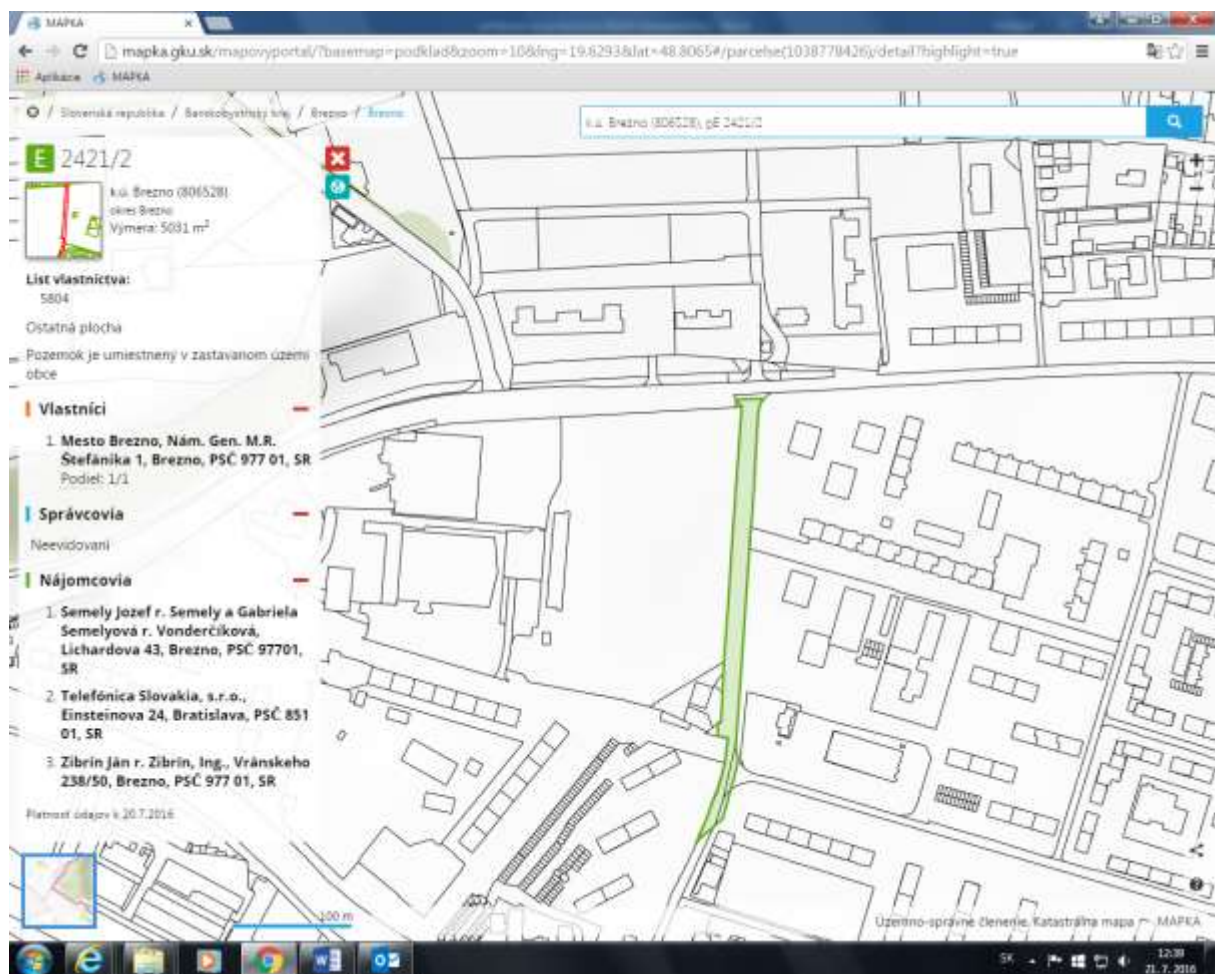 MAPKA
mapka.gku.sk/mapovyportal/?basemap=podklad&zoom=10&lng=19.8293&lat=48.8065#/parcelse(1038778426)/detail?highlight=true
Aplikácie MAPKA
/ Slovenská republika / Banskobystrický kraj / Brezno / Brezno
k.ú. Brezno (806528), pE 2421/2
E 2421/2
k.ú. Brezno (806528)
okres Brezno
Výmera: 5031 m²
List vlastníctva:
5804
Ostatná plocha
Pozemok je umiestnený v zastavanom území
obce
Vlastníci
1. Mesto Brezno, Nám. Gen. M.R.
Štefánika 1, Brezno, PSČ 977 01, SR
Podiel: 1/1
Správcovia
Neevidovaní
Nájomcovia
1. Semely Jozef r. Semely a Gabriela
Semelyová r. Vonderčíková,
Lichardova 43, Brezno, PSČ 97701,
SR
2. Telefónica Slovakia, s.r.o.,
Einsteinova 24, Bratislava, PSČ 851
01, SR
3. Zibrín Ján r. Zibrín, Ing., Vránskeho
238/50, Brezno, PSČ 977 01, SR
Platnosť údajov k 20.7.2016
100 m
Územno-správne členenie, Katastrálna mapa MAPKA
SK
12:39
21. 7. 2016